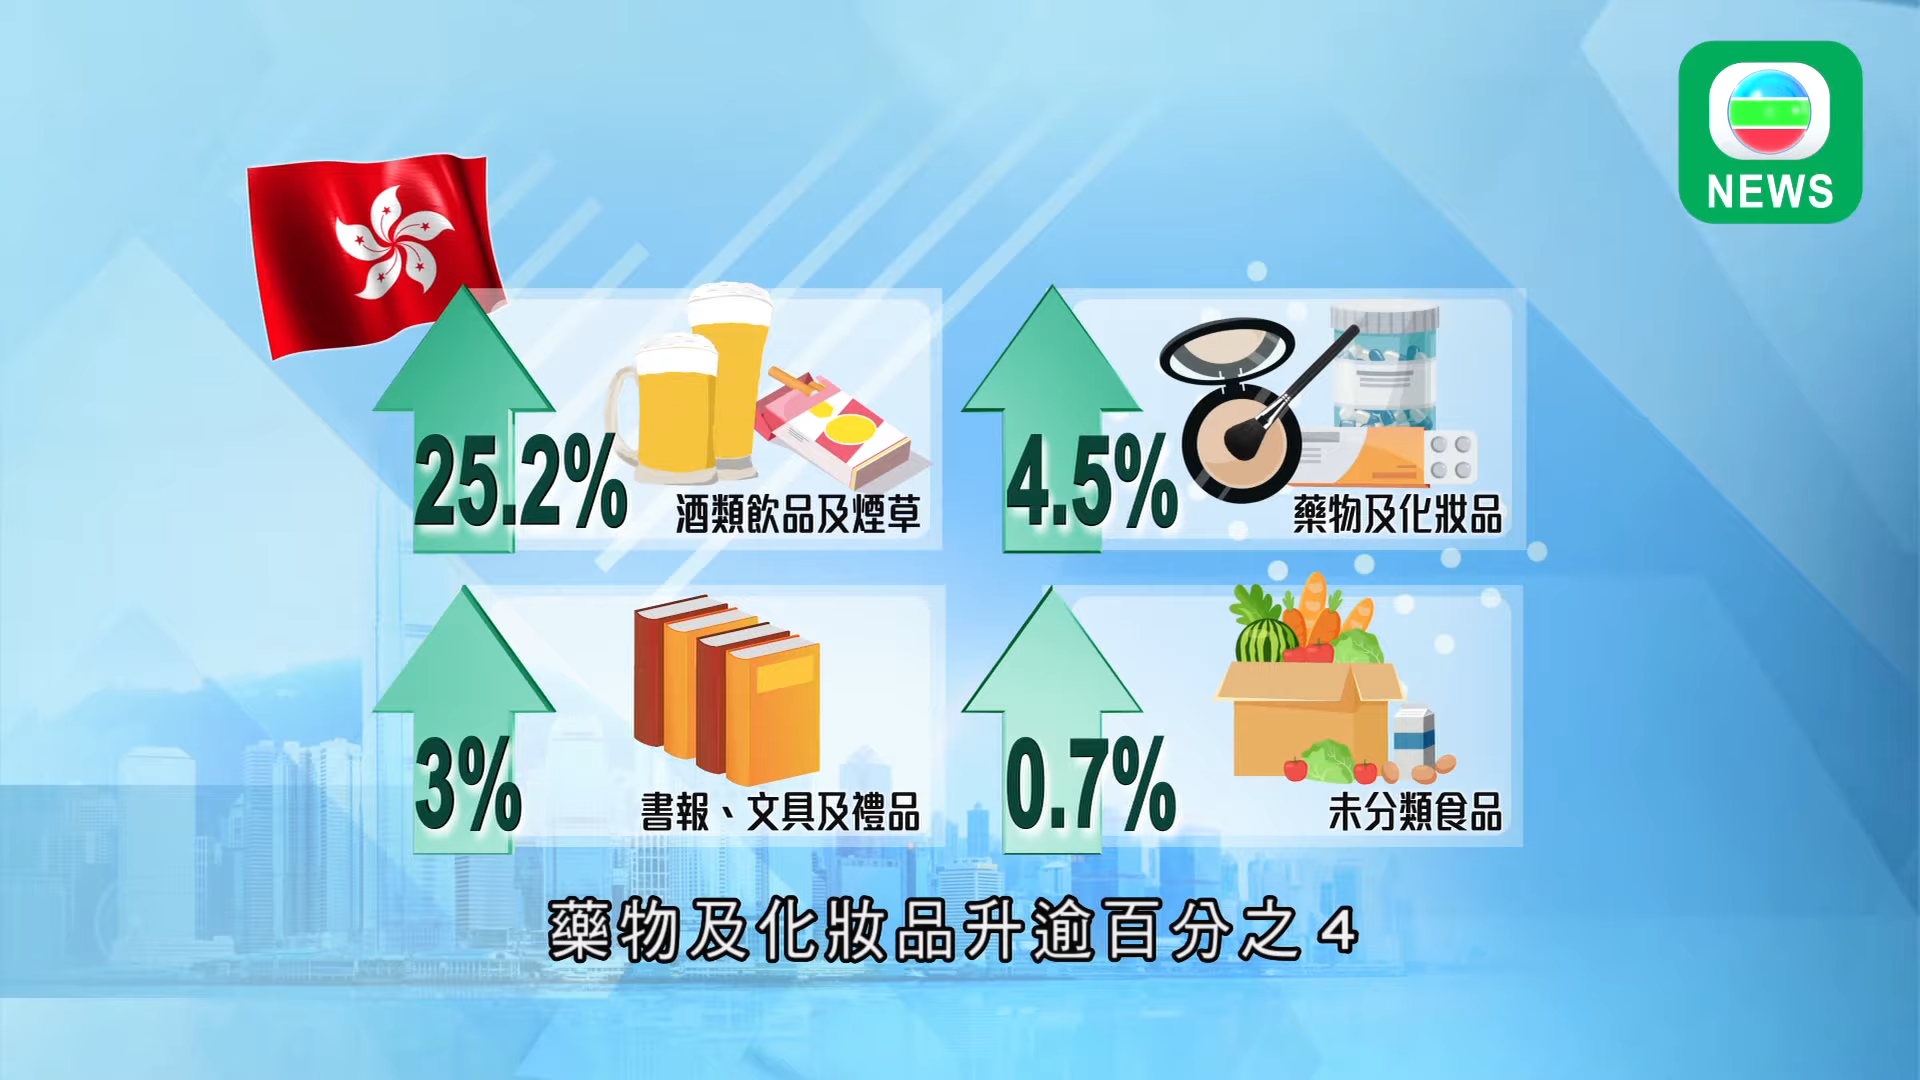 NEWS
25.2%
酒類飲品及煙草
4.5%
藥物及化妝品
3%
書報、文具及禮品
0.7%
未分類食品
藥物及化妝品升逾百分之4